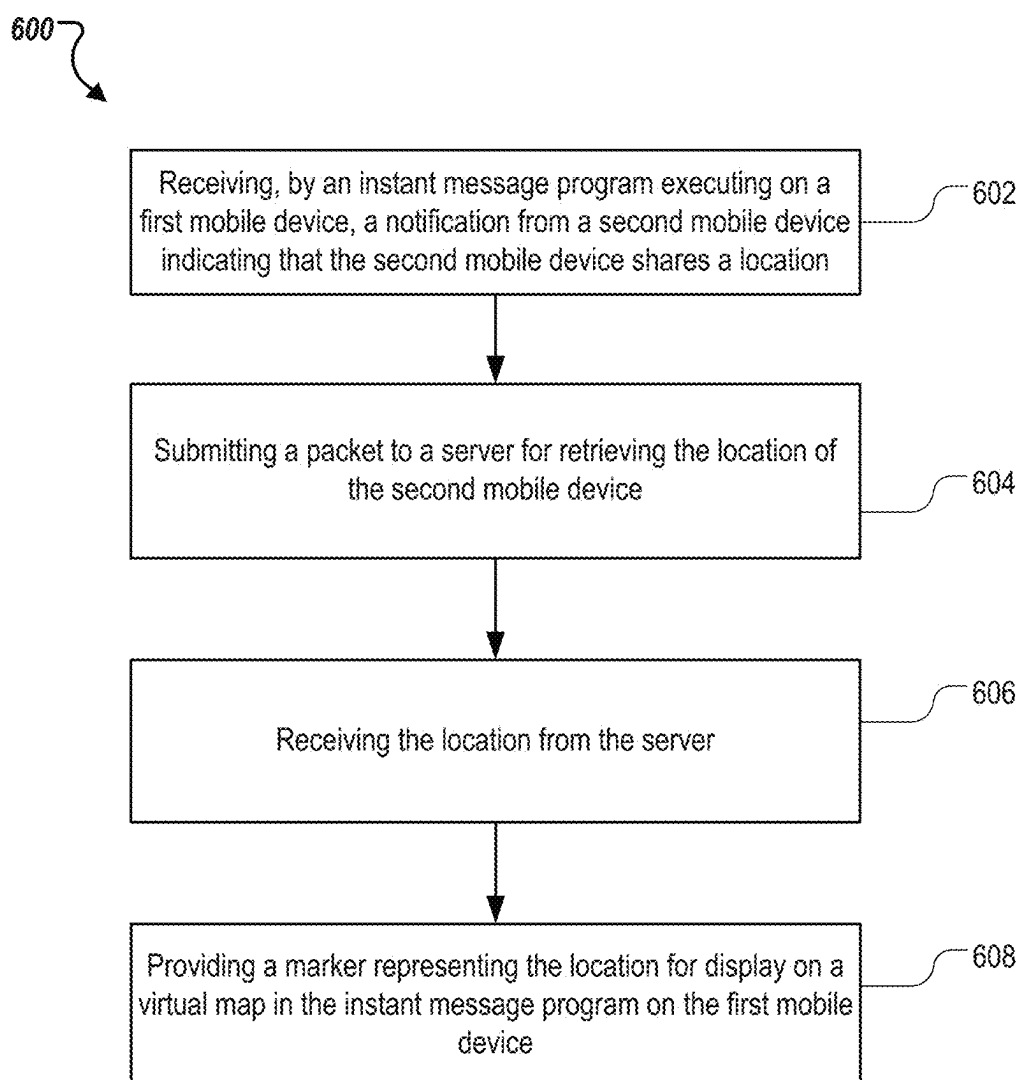 600
Receiving, by an instant message program executing on a
first mobile device, a notification from a second mobile device
indicating that the second mobile device shares a location
602
Submitting a packet to a server for retrieving the location of
the second mobile device
604
Receiving the location from the server
606
Providing a marker representing the location for display on a
virtual map in the instant message program on the first mobile
device
608